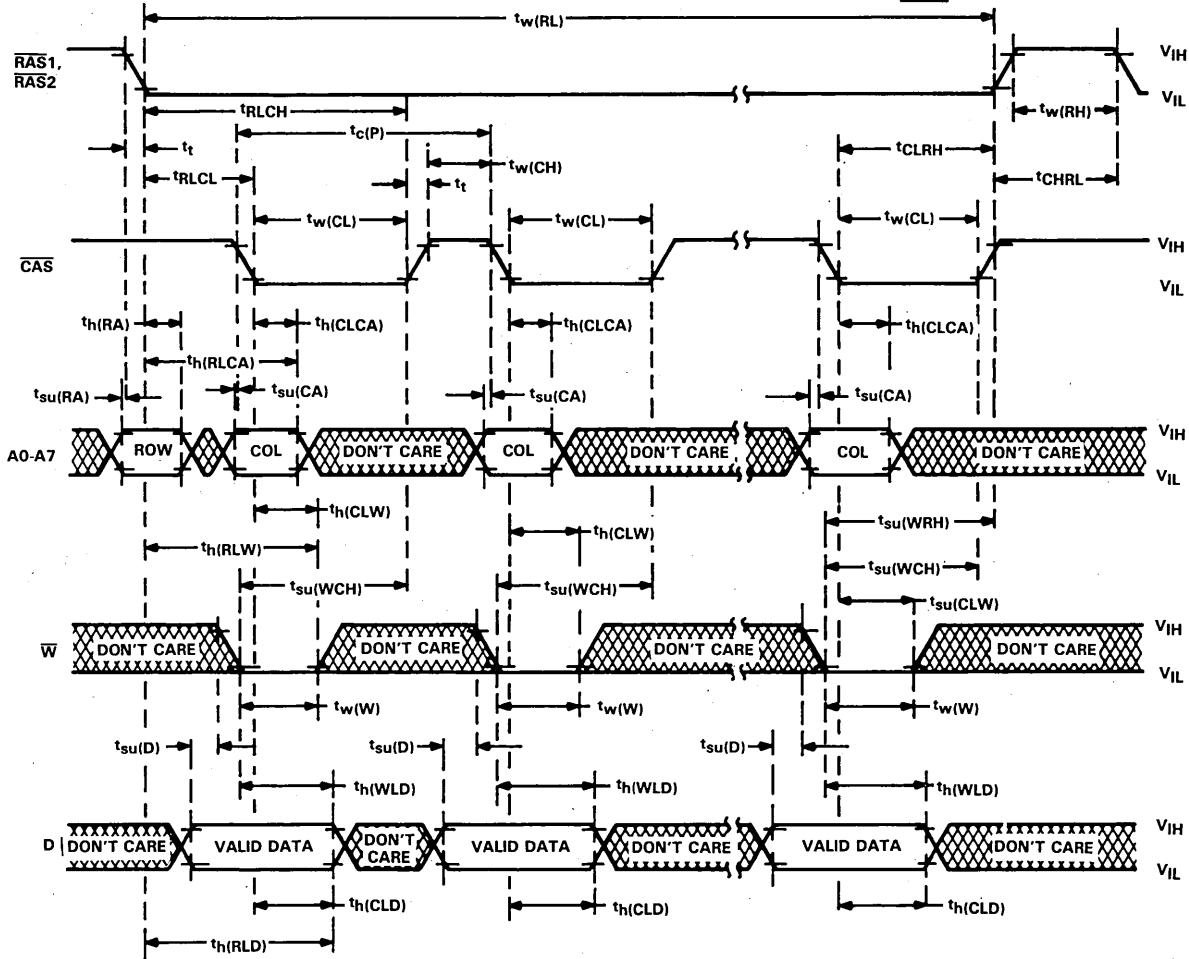 tw(RL)
RAS1,
RAS2
VIH
VIL
tRLCH
tw(RH)
tc(P)
tCLRH
tt
tw(CH)
tRLCL
tt
tCHRL
tw(CL)
tw(CL)
tw(CL)
CAS
VIH
VIL
th(RA)
th(CLCA)
th(CLCA)
th(CLCA)
th(RLCA)
tsu(RA)
tsu(CA)
tsu(CA)
tsu(CA)
A0-A7
ROW
COL
DON'T CARE
COL
DON'T CARE
COL
DON'T CARE
VIH
VIL
th(CLW)
th(CLW)
tsu(WRH)
th(RLW)
tsu(WCH)
tsu(WCH)
tsu(WCH)
tsu(CLW)
W
DON'T CARE
DON'T CARE
DON'T CARE
DON'T CARE
VIH
VIL
tw(W)
tw(W)
tw(W)
tsu(D)
tsu(D)
tsu(D)
th(WLD)
th(WLD)
th(WLD)
D
DON'T CARE
VALID DATA
DON'T
CARE
VALID DATA
DON'T CARE
VALID DATA
DON'T CARE
VIH
VIL
th(CLD)
th(CLD)
th(CLD)
th(RLD)